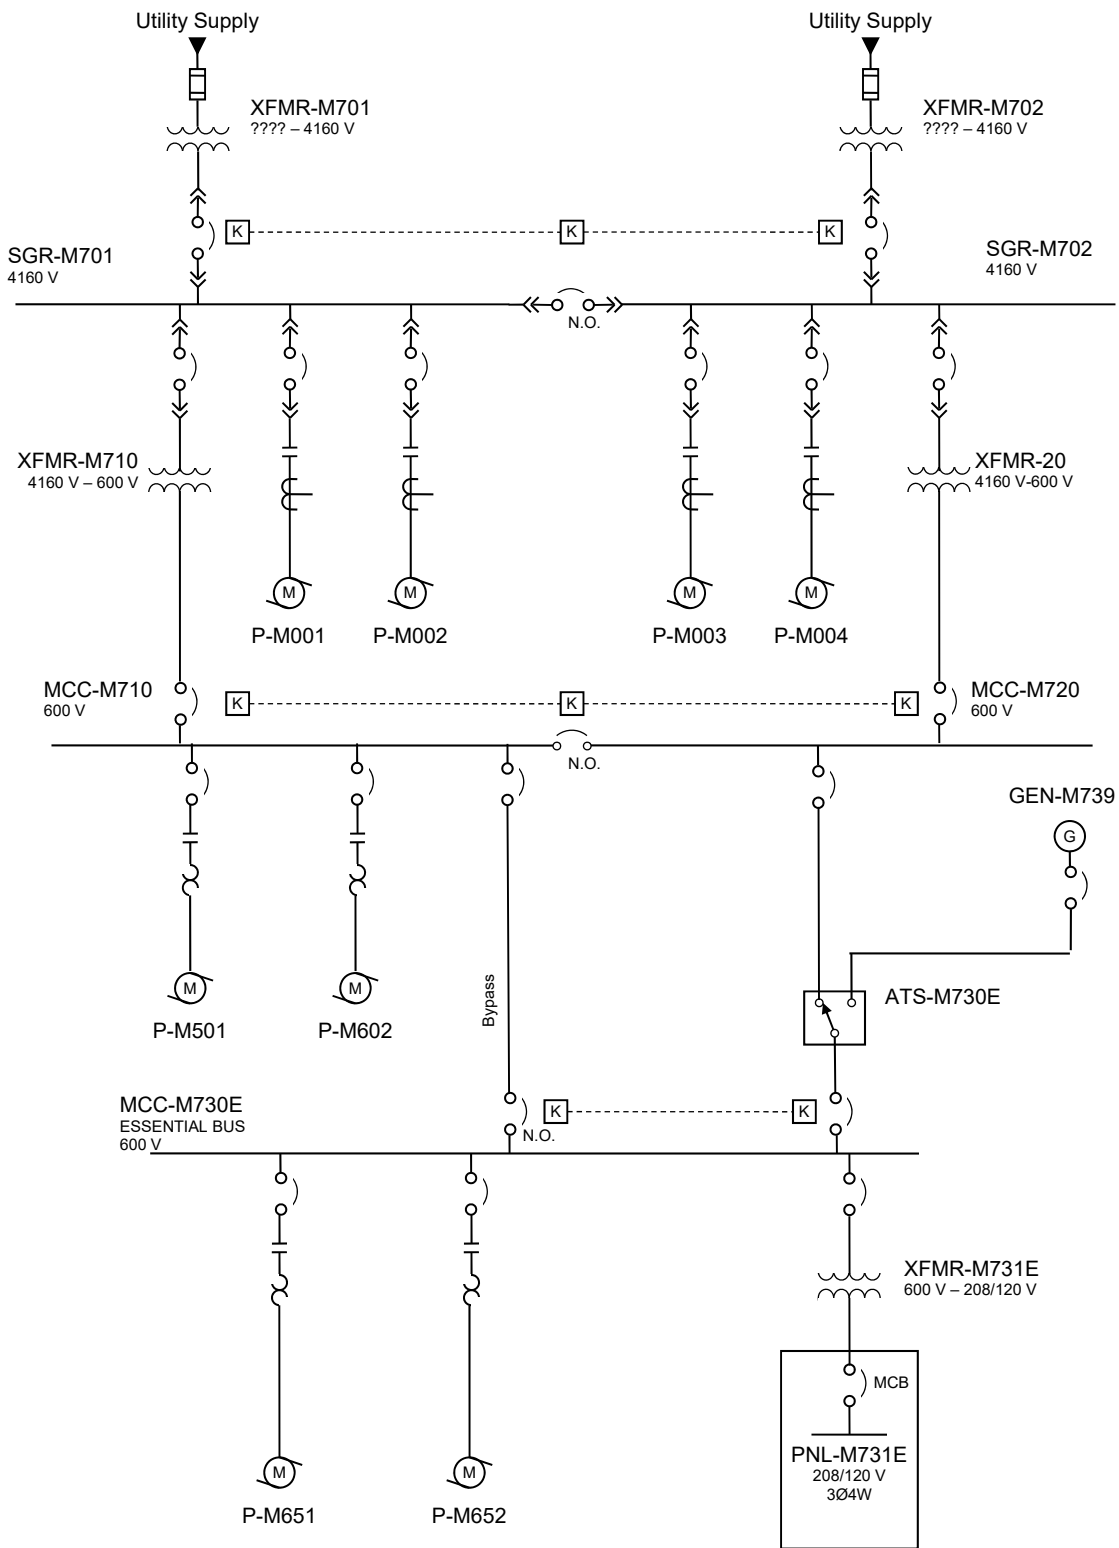 Utility Supply
Utility Supply
XFMR-M701
???? – 4160 V
XFMR-M702
???? – 4160 V
K
K
K
SGR-M701
4160 V
SGR-M702
4160 V
N.O.
XFMR-M710
4160 V – 600 V
XFMR-20
4160 V-600 V
M
M
M
M
P-M001
P-M002
P-M003
P-M004
MCC-M710
600 V
K
K
K
MCC-M720
600 V
N.O.
GEN-M739
G
M
M
P-M501
P-M602
Bypass
ATS-M730E
MCC-M730E
ESSENTIAL BUS
600 V
K
K
N.O.
XFMR-M731E
600 V – 208/120 V
MCB
M
M
P-M651
P-M652
PNL-M731E
208/120 V
3Ø4W